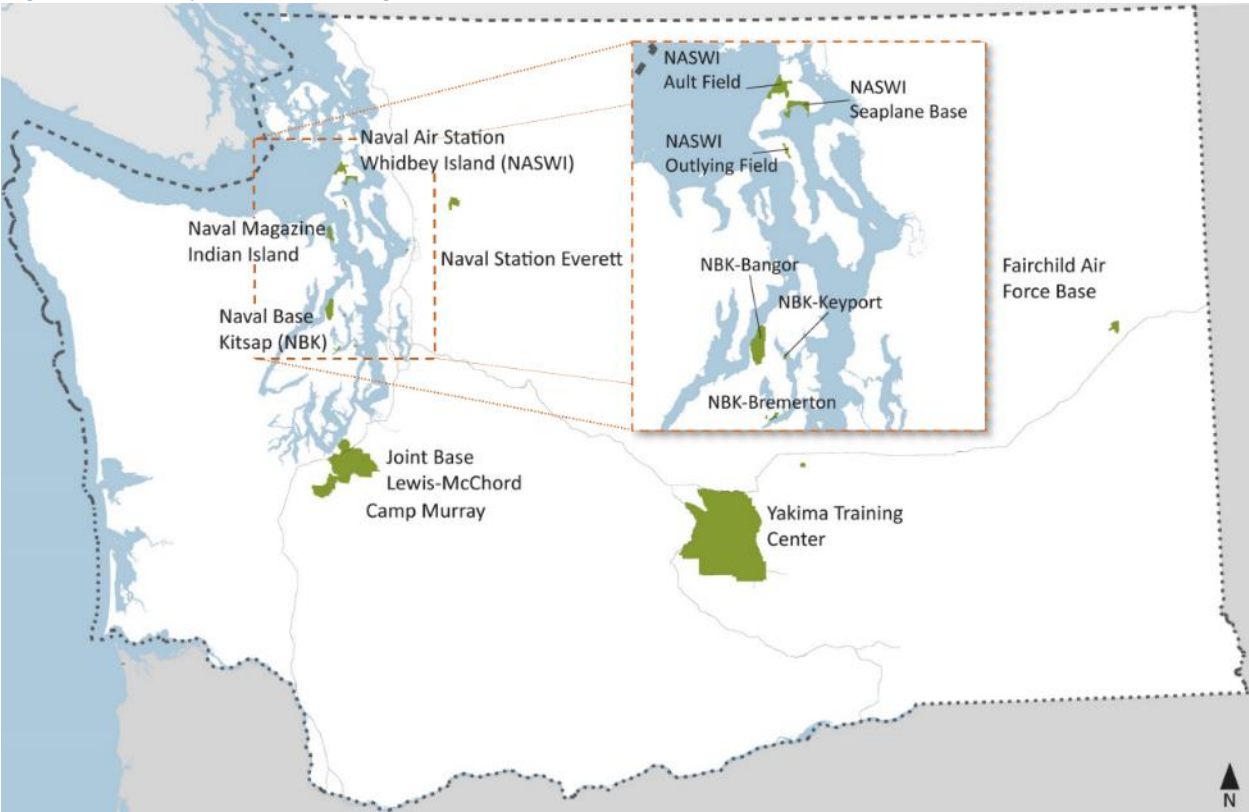 Naval Air Station
Whidbey Island (NASWI)
Naval Magazine
Indian Island
Naval Station Everett
Naval Base
Kitsap (NBK)
NASWI
Ault Field
NASWI
Seaplane Base
NASWI
Outlying Field
NBK-Bangor
NBK-Keyport
NBK-Bremerton
Fairchild Air
Force Base
Joint Base
Lewis-McChord
Camp Murray
Yakima Training
Center
N